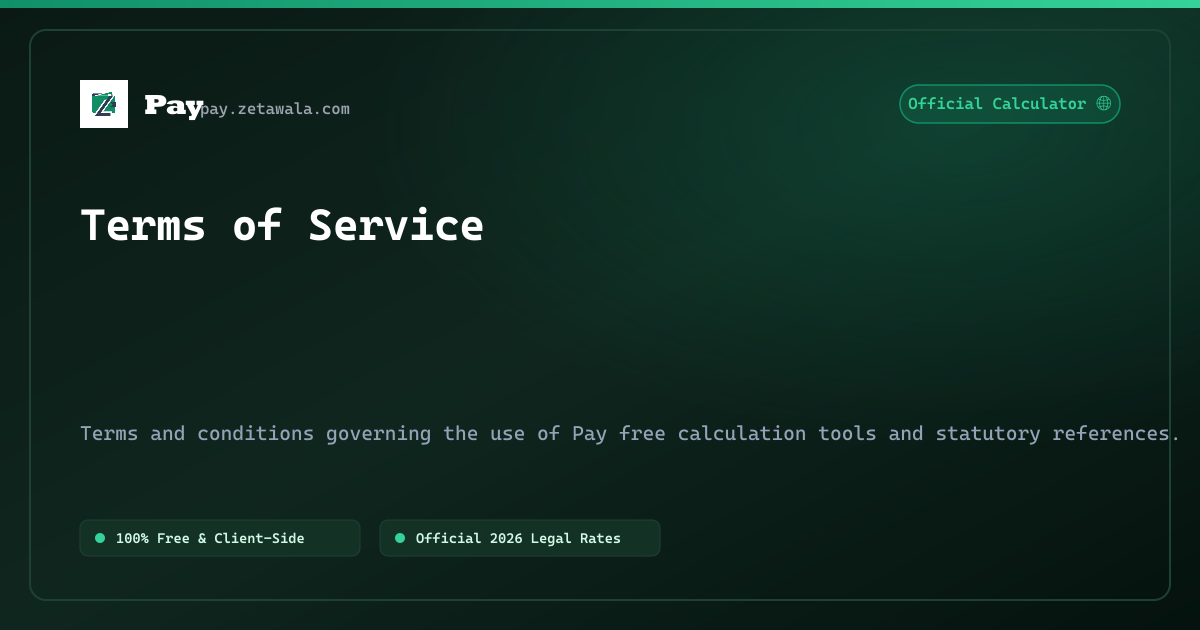 Pay
pay.zetawala.com
Official Calculator
Terms of Service
Terms and conditions governing the use of Pay free calculation tools and statutory references.
100% Free & Client-Side
Official 2026 Legal Rates